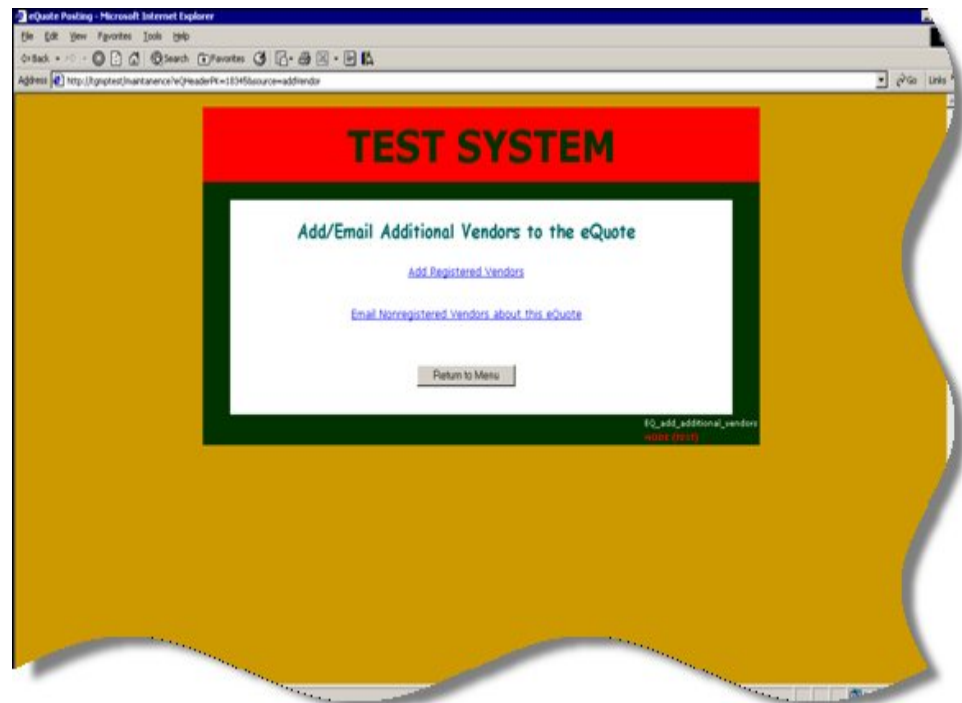 eQuote Posting - Microsoft Internet Explorer
File Edit View Favorites Tools Help
Back Search Favorites
Address Go Links
TEST SYSTEM
Add/Email Additional Vendors to the eQuote
Add Registered Vendors
Email Nonregistered Vendors about this eQuote
Return to Menu
EQ_add_additional_vendors